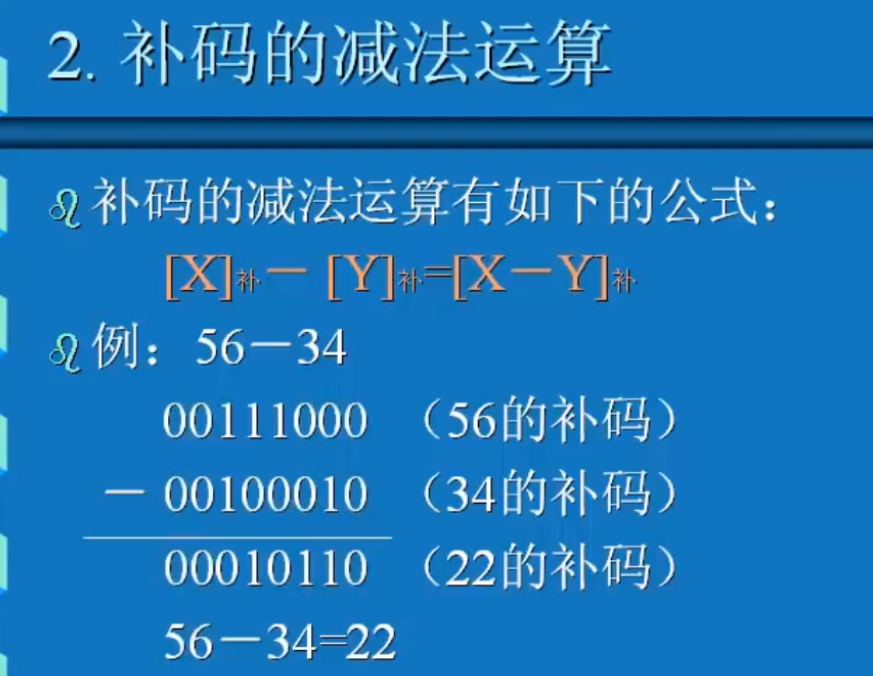 2. 补码的减法运算
补码的减法运算有如下的公式：
[X]补－ [Y]补=[X－Y]补
例：56－34
00111000 （56的补码）
－ 00100010 （34的补码）
00010110 （22的补码）
56－34=22